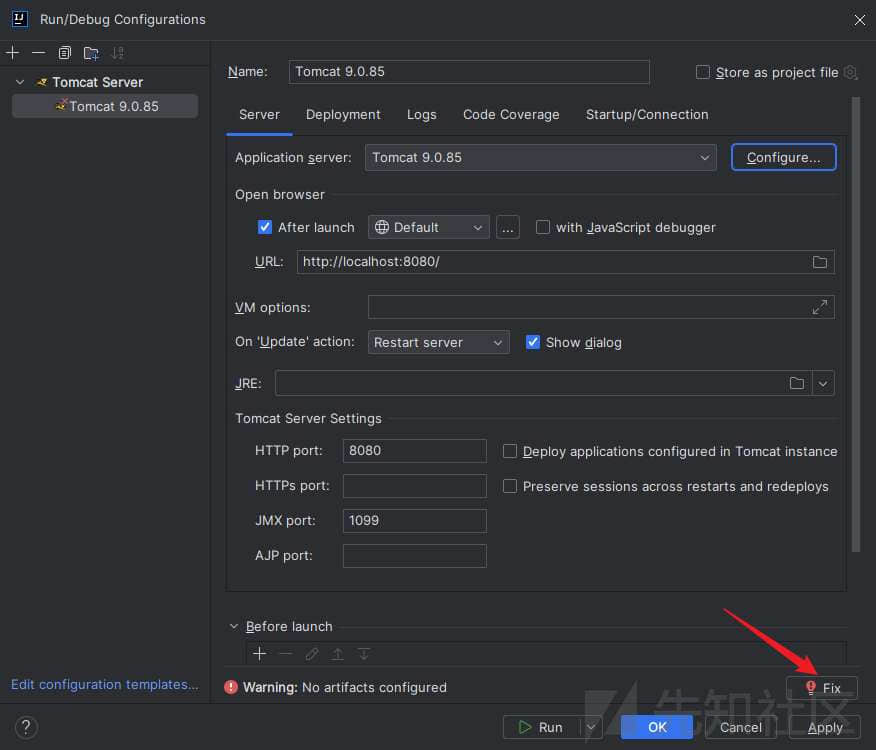 Run/Debug Configurations
Tomcat Server
Tomcat 9.0.85
Name: Tomcat 9.0.85 Store as project file
Server Deployment Logs Code Coverage Startup/Connection
Application server: Tomcat 9.0.85 Configure...
Open browser
After launch Default ... with JavaScript debugger
URL: http://localhost:8080/
VM options:
On 'Update' action: Restart server Show dialog
JRE:
Tomcat Server Settings
HTTP port: 8080 Deploy applications configured in Tomcat instance
HTTPs port: Preserve sessions across restarts and redeploys
JMX port: 1099
AJP port:
Before launch
Edit configuration templates...
Warning: No artifacts configured Fix
? Run OK Cancel Apply
先知社区